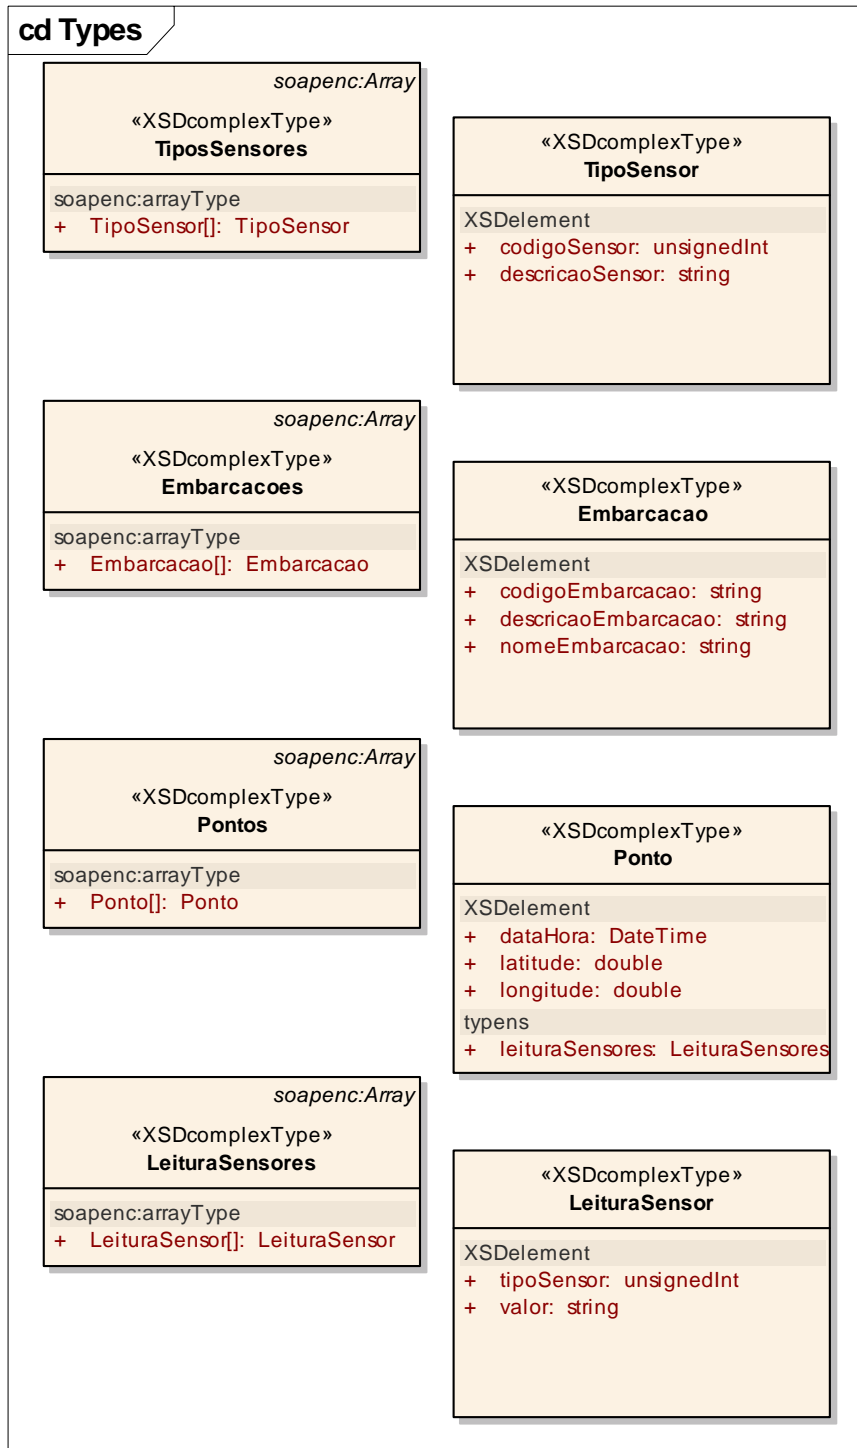 cd Types
soapenc:Array
«XSDcomplexType»
TiposSensores
soapenc:arrayType
+ TipoSensor[]: TipoSensor
«XSDcomplexType»
TipoSensor
XSDelement
+ codigoSensor: unsignedInt
+ descricaoSensor: string
soapenc:Array
«XSDcomplexType»
Embarcacoes
soapenc:arrayType
+ Embarcacao[]: Embarcacao
«XSDcomplexType»
Embarcacao
XSDelement
+ codigoEmbarcacao: string
+ descricaoEmbarcacao: string
+ nomeEmbarcacao: string
soapenc:Array
«XSDcomplexType»
Pontos
soapenc:arrayType
+ Ponto[]: Ponto
«XSDcomplexType»
Ponto
XSDelement
+ dataHora: DateTime
+ latitude: double
+ longitude: double
typens
+ leituraSensores: LeituraSensores
soapenc:Array
«XSDcomplexType»
LeituraSensores
soapenc:arrayType
+ LeituraSensor[]: LeituraSensor
«XSDcomplexType»
LeituraSensor
XSDelement
+ tipoSensor: unsignedInt
+ valor: string